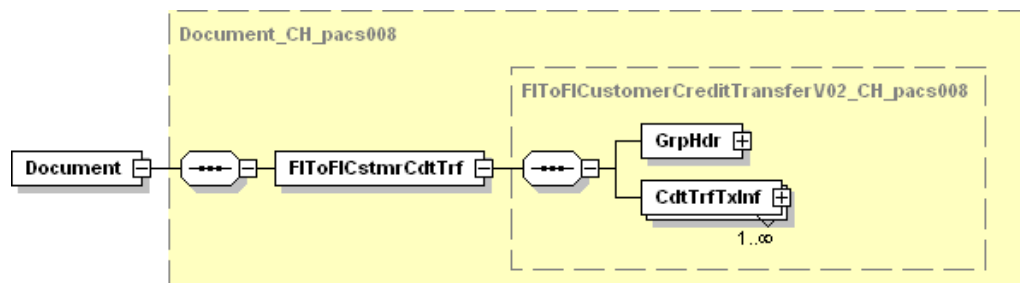 Document_CH_pacs008
FIToFICustomerCreditTransferV02_CH_pacs008
GrpHdr
Document
FIToFICstmrCdtTrf
CdtTrfTxInf
1..∞